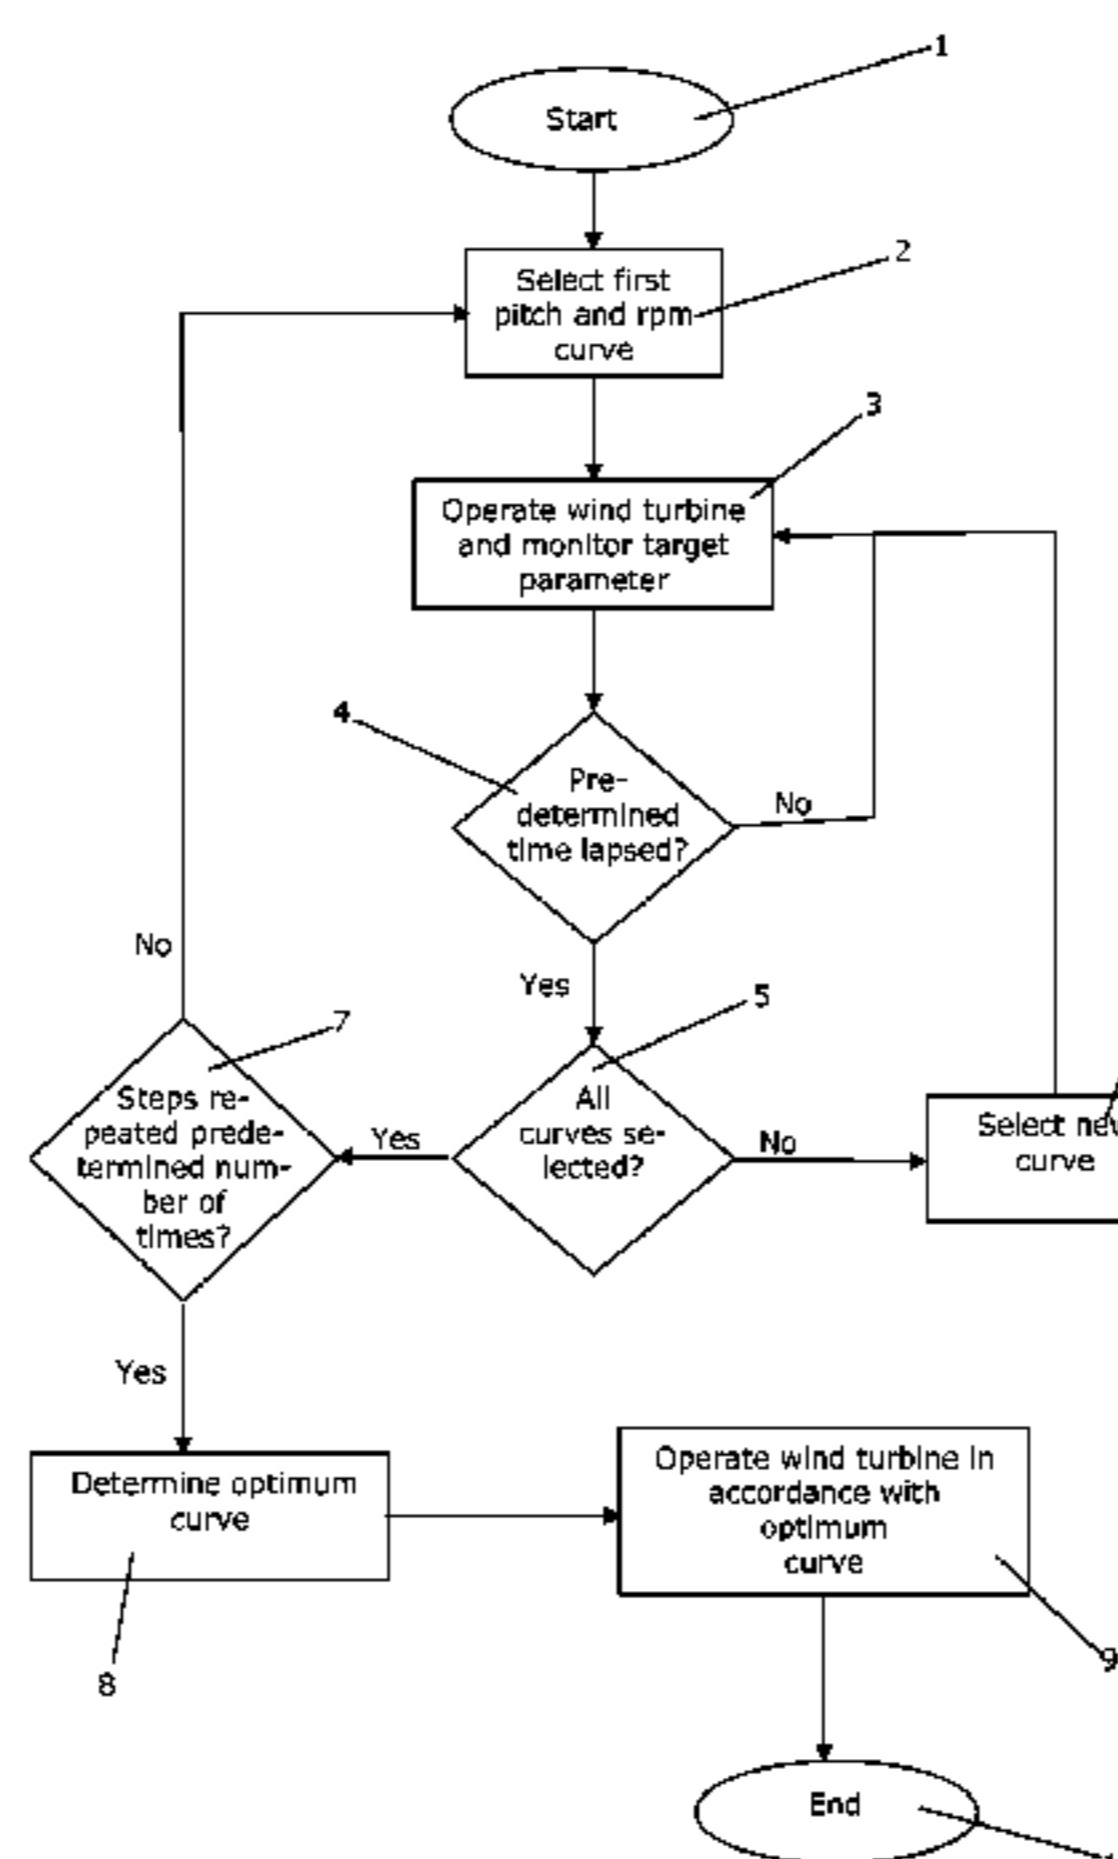 1
Start
2
Select first
pitch and rpm
curve
3
Operate wind turbine
and monitor target
parameter
4
Pre-
determined
time lapsed?
No
No
Yes
5
7
All
curves se-
lected?
Steps re-
peated prede-
termined num-
ber of
times?
Yes
No
Select
curve
Yes
Determine optimum
curve
Operate wind turbine in
accordance with
optimum
curve
8
9
End